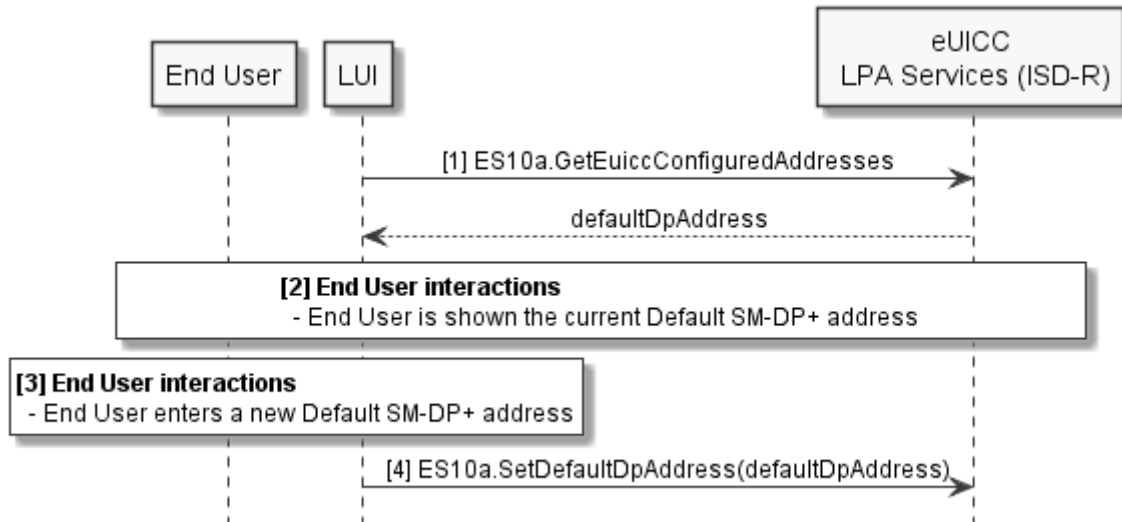 End User
LUI
eUICC
LPA Services (ISD-R)
[1] ES10a.GetEuiccConfiguredAddresses
defaultDpAddress
[2] End User interactions
- End User is shown the current Default SM-DP+ address
[3] End User interactions
- End User enters a new Default SM-DP+ address
[4] ES10a.SetDefaultDpAddress(defaultDpAddress)